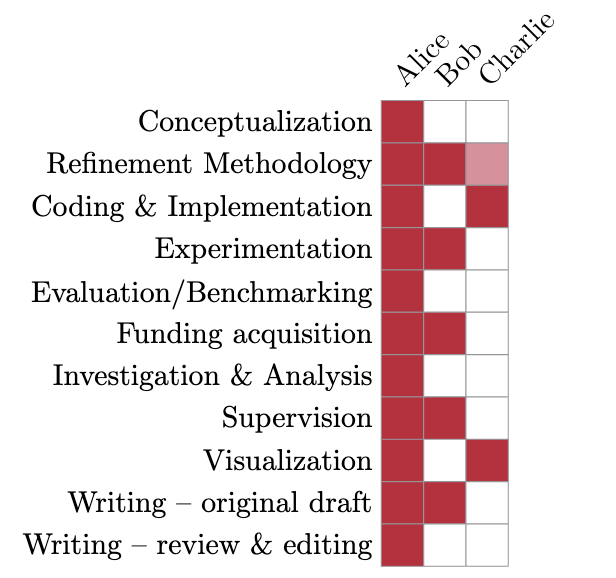 Alice Bob Charlie
Conceptualization
Refinement Methodology
Coding & Implementation
Experimentation
Evaluation/Benchmarking
Funding acquisition
Investigation & Analysis
Supervision
Visualization
Writing – original draft
Writing – review & editing